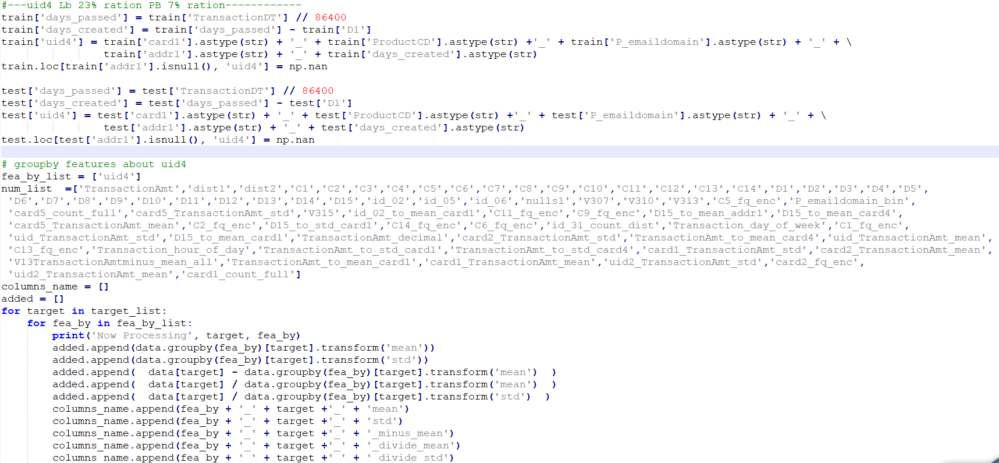 #---uid4 Lb 23% ration PB 7% ration------------
train['days_passed'] = train['TransactionDT'] // 86400
train['days_created'] = train['days_passed'] - train['D1']
train['uid4'] = train['card1'].astype(str) + '_' + train['ProductCD'].astype(str) +'_' + train['P_emaildomain'].astype(str) + '_' + \
                train['addr1'].astype(str) + '_' + train['days_created'].astype(str)
train.loc[train['addr1'].isnull(), 'uid4'] = np.nan
test['days_passed'] = test['TransactionDT'] // 86400
test['days_created'] = test['days_passed'] - test['D1']
test['uid4'] = test['card1'].astype(str) + '_' + test['ProductCD'].astype(str) +'_' + test['P_emaildomain'].astype(str) + '_' + \
                test['addr1'].astype(str) + '_' + test['days_created'].astype(str)
test.loc[test['addr1'].isnull(), 'uid4'] = np.nan
# groupby features about uid4
fea_by_list = ['uid4']
num_list  =['TransactionAmt','dist1','dist2','C1','C2','C3','C4','C5','C6','C7','C8','C9','C10','C11','C12','C13','C14','D1','D2','D3','D4','D5',
 'D6','D7','D8','D9','D10','D11','D12','D13','D14','D15','id_02','id_05','id_06','nulls1','V307','V310','V313','C5_fq_enc','P_emaildomain_bin',
 'card5_count_full','card5_TransactionAmt_std','V315','id_02_to_mean_card1','C11_fq_enc','C9_fq_enc','D15_to_mean_addr1','D15_to_mean_card4',
 'card5_TransactionAmt_mean','C2_fq_enc','D15_to_std_card1','C14_fq_enc','C6_fq_enc','id_31_count_dist','Transaction_day_of_week','C1_fq_enc',
 'uid_TransactionAmt_std','D15_to_mean_card1','TransactionAmt_decimal','card2_TransactionAmt_std','TransactionAmt_to_mean_card4','uid_TransactionAmt_mean',
 'C13_fq_enc','Transaction_hour_of_day','TransactionAmt_to_std_card1','TransactionAmt_to_std_card4','card1_TransactionAmt_std','card2_TransactionAmt_mean',
 'V13TransactionAmtminus_mean_all','TransactionAmt_to_mean_card1','card1_TransactionAmt_mean','uid2_TransactionAmt_std','card2_fq_enc',
 'uid2_TransactionAmt_mean','card1_count_full']
columns_name = []
added = []
for target in target_list:
    for fea_by in fea_by_list:
        print('Now Processing', target, fea_by)
        added.append(data.groupby(fea_by)[target].transform('mean'))
        added.append(data.groupby(fea_by)[target].transform('std'))
        added.append(  data[target] - data.groupby(fea_by)[target].transform('mean')  )
        added.append(  data[target] / data.groupby(fea_by)[target].transform('mean')  )
        added.append(  data[target] / data.groupby(fea_by)[target].transform('std')  )
        columns_name.append(fea_by + '_' + target +'_' + 'mean')
        columns_name.append(fea_by + '_' + target +'_' + 'std')
        columns_name.append(fea_by + '_' + target +'_' + '_minus_mean')
        columns_name.append(fea_by + '_' + target +'_' + '_divide_mean')
        columns_name.append(fea_by + '_' + target +'_' + '_divide_std')